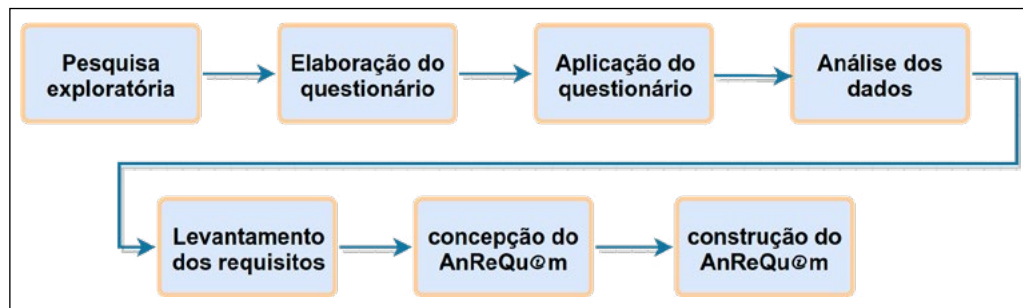 Pesquisa
exploratória
Elaboração do
questionário
Aplicação do
questionário
Análise dos
dados
Levantamento
dos requisitos
concepção do
AnReQu@m
construção do
AnReQu@m